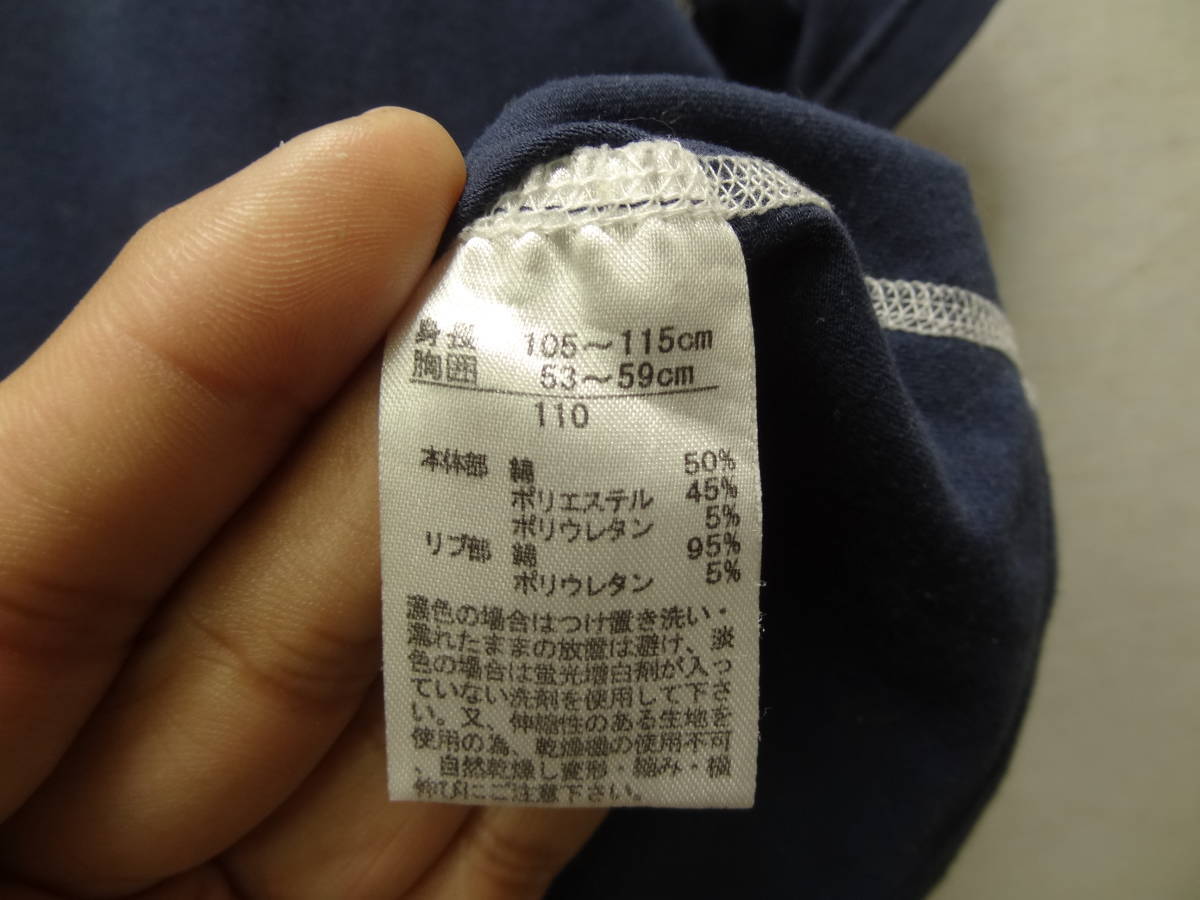 身長 105～115cm
胸囲 53～59cm
110
本体部 綿 50%
ポリエステル 45%
ポリウレタン 5%
リブ部 綿 95%
ポリウレタン 5%
濃色の場合はつけ置き洗い・
濡れたままの放置は避け、淡
色の場合は蛍光増白剤が入っ
ていない洗剤を使用して下さ
い。又、伸縮性のある生地を
使用の為、乾燥機の使用不可
、自然乾燥し変形・縮み・横
伸びにご注意下さい。